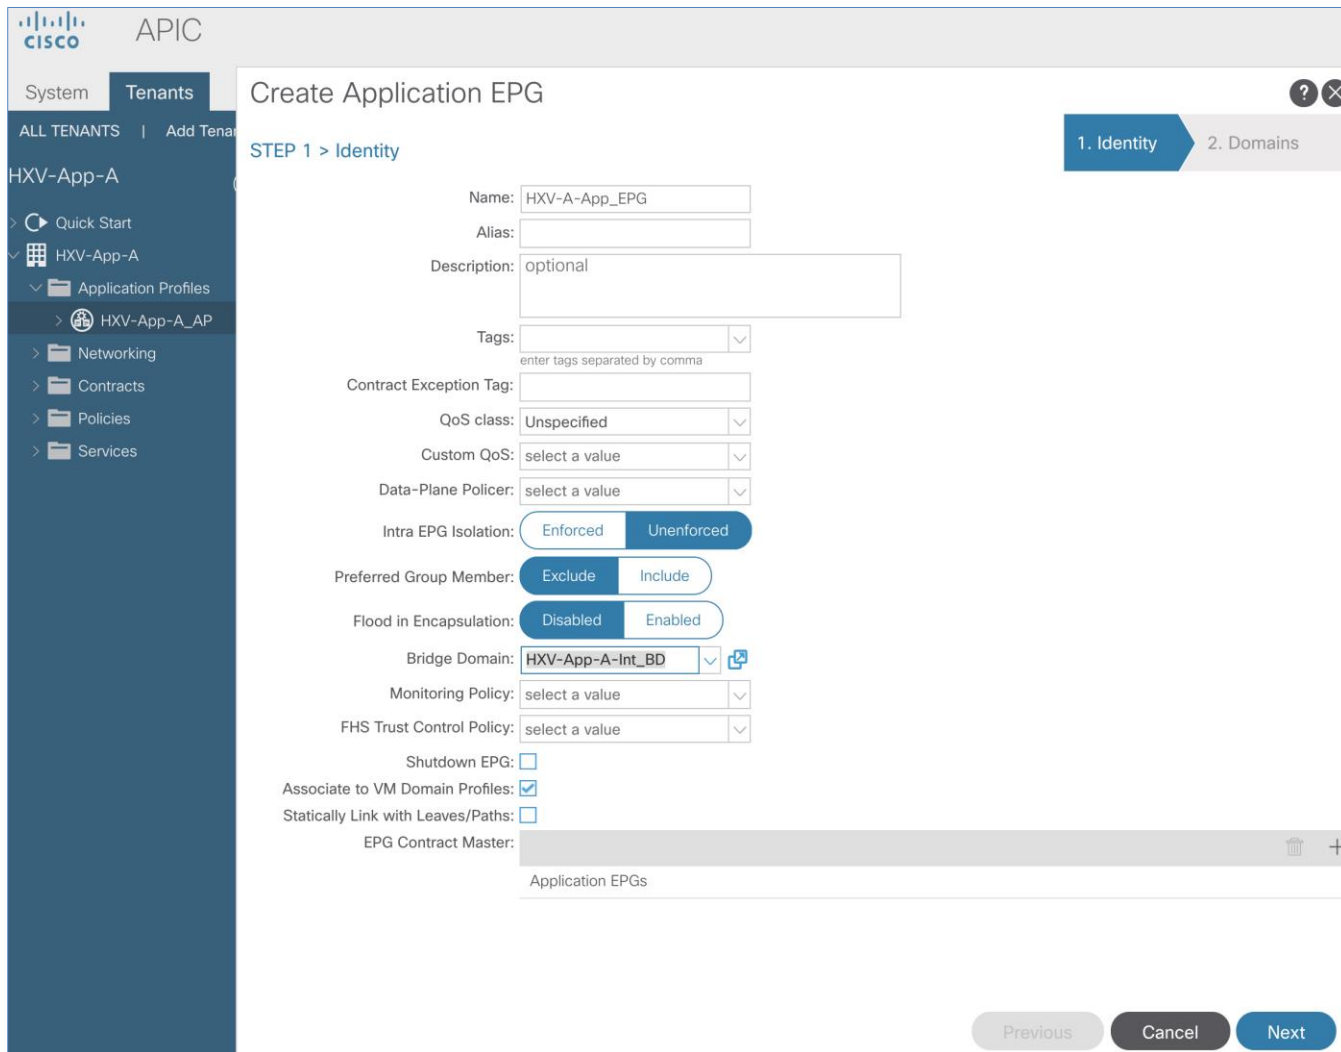 CISCO
APIC
System
Tenants
ALL TENANTS | Add Tenan
HXV-App-A
Quick Start
HXV-App-A
Application Profiles
HXV-App-A_AP
Networking
Contracts
Policies
Services
Create Application EPG
?
STEP 1 > Identity
1. Identity
2. Domains
Name: HXV-A-App_EPG
Alias:
Description: optional
Tags:
enter tags separated by comma
Contract Exception Tag:
QoS class: Unspecified
Custom QoS: select a value
Data-Plane Policer: select a value
Intra EPG Isolation: Enforced Unenforced
Preferred Group Member: Exclude Include
Flood in Encapsulation: Disabled Enabled
Bridge Domain: HXV-App-A-Int_BD
Monitoring Policy: select a value
FHS Trust Control Policy: select a value
Shutdown EPG:
Associate to VM Domain Profiles:
Statically Link with Leaves/Paths:
EPG Contract Master:
Application EPGs
Previous
Cancel
Next